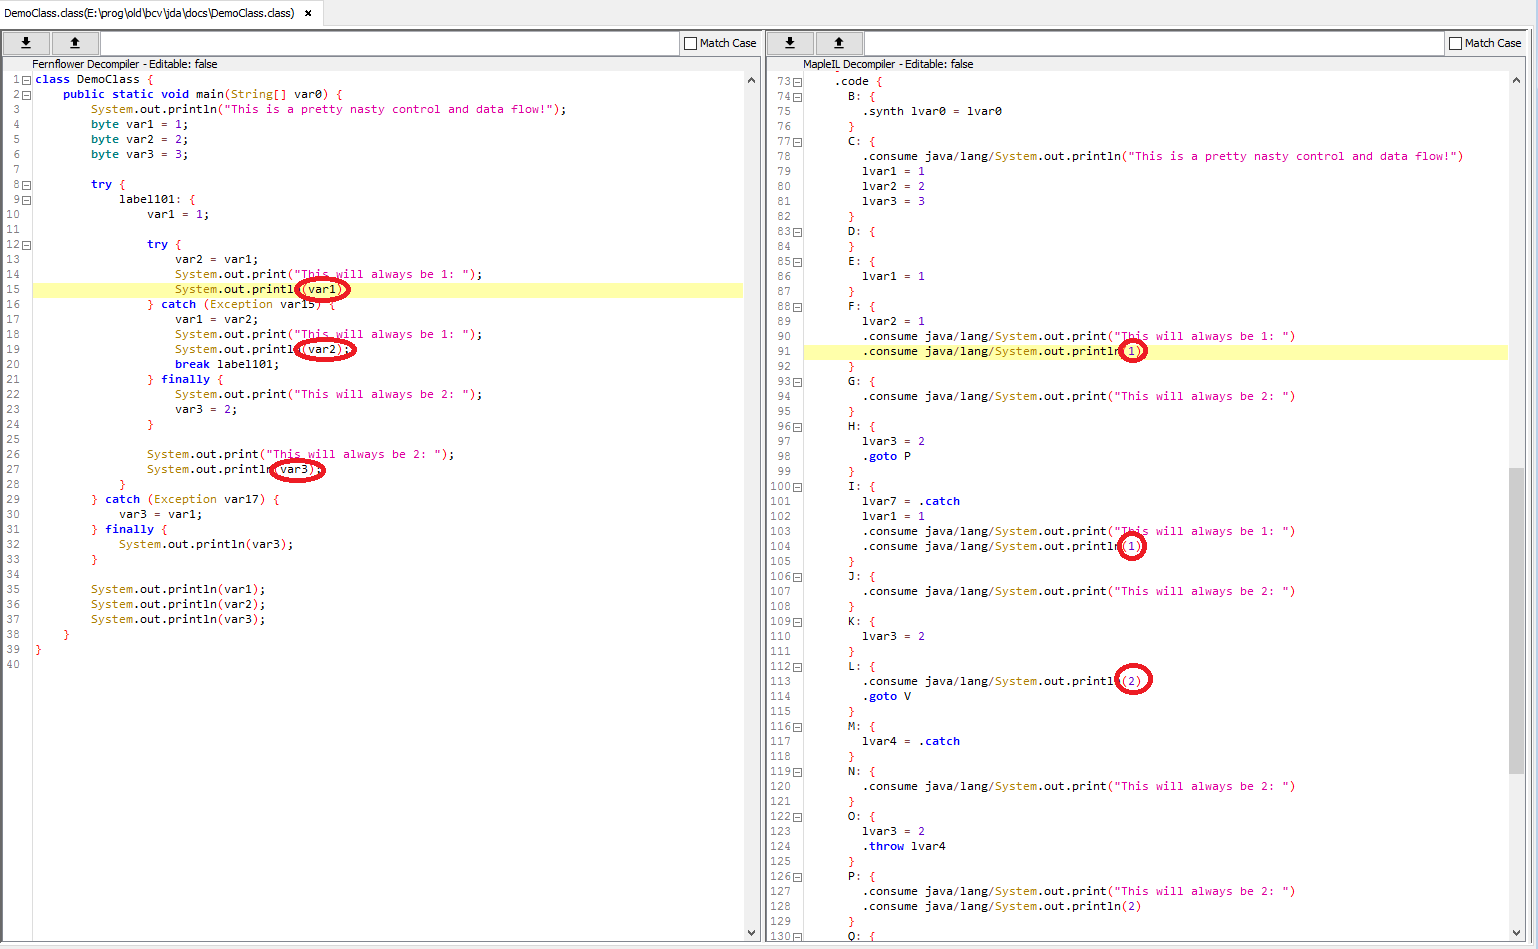 DemoClass.class(E:\prog\old\bcv\jda\docs\DemoClass.class) ×
Match Case
Match Case
Fernflower Decompiler - Editable: false
1 class DemoClass {
2 public static void main(String[] var0) {
3 System.out.println("This is a pretty nasty control and data flow!");
4 byte var1 = 1;
5 byte var2 = 2;
6 byte var3 = 3;
7
8 try {
9 label101: {
10 var1 = 1;
11
12 try {
13 var2 = var1;
14 System.out.print("This will always be 1: ");
15 System.out.println(var1)
16 } catch (Exception var15) {
17 var1 = var2;
18 System.out.print("This will always be 1: ");
19 System.out.println(var2);
20 break label101;
21 } finally {
22 System.out.print("This will always be 2: ");
23 var3 = 2;
24 }
25
26 System.out.print("This will always be 2: ");
27 System.out.println(var3);
28 }
29 } catch (Exception var17) {
30 var3 = var1;
31 } finally {
32 System.out.println(var3);
33 }
34
35 System.out.println(var1);
36 System.out.println(var2);
37 System.out.println(var3);
38 }
39 }
40
MapleIL Decompiler - Editable: false
73 .code {
74 B: {
75 .synth lvar0 = lvar0
76 }
77 C: {
78 .consume java/lang/System.out.println("This is a pretty nasty control and data flow!")
79 lvar1 = 1
80 lvar2 = 2
81 lvar3 = 3
82 }
83 D: {
84 }
85 E: {
86 lvar1 = 1
87 }
88 F: {
89 lvar2 = 1
90 .consume java/lang/System.out.print("This will always be 1: ")
91 .consume java/lang/System.out.println(1)
92 }
93 G: {
94 .consume java/lang/System.out.print("This will always be 2: ")
95 }
96 H: {
97 lvar3 = 2
98 .goto P
99 }
100 I: {
101 lvar7 = .catch
102 lvar1 = 1
103 .consume java/lang/System.out.print("This will always be 1: ")
104 .consume java/lang/System.out.println(1)
105 }
106 J: {
107 .consume java/lang/System.out.print("This will always be 2: ")
108 }
109 K: {
110 lvar3 = 2
111 }
112 L: {
113 .consume java/lang/System.out.println(2)
114 .goto V
115 }
116 M: {
117 lvar4 = .catch
118 }
119 N: {
120 .consume java/lang/System.out.print("This will always be 2: ")
121 }
122 O: {
123 lvar3 = 2
124 .throw lvar4
125 }
126 P: {
127 .consume java/lang/System.out.print("This will always be 2: ")
128 .consume java/lang/System.out.println(2)
129 }
130 Q: {